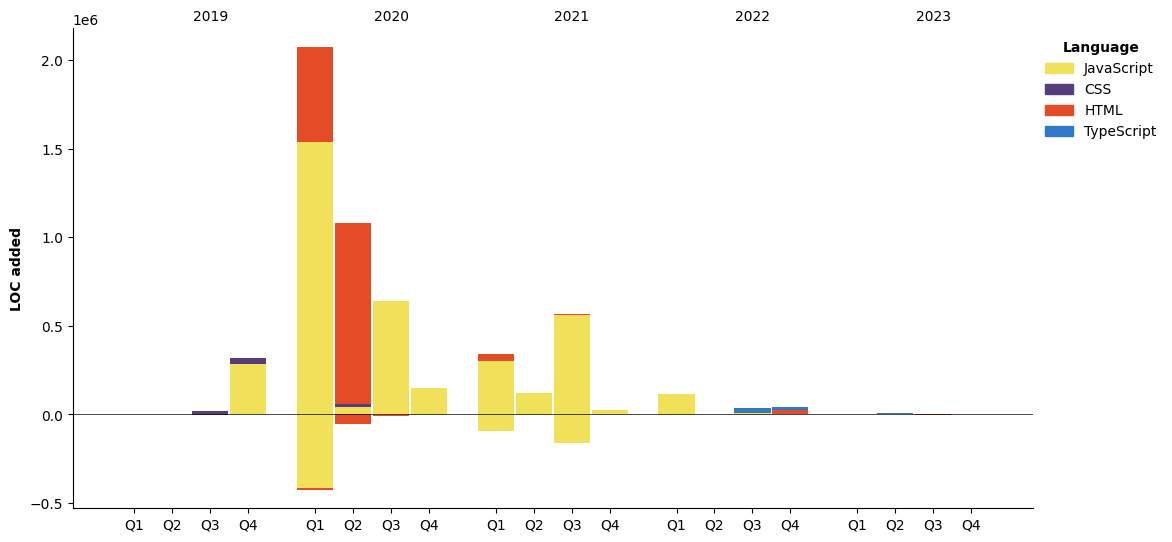 1e6
2019 2020 2021 2022 2023
Language
JavaScript
CSS
HTML
TypeScript
LOC added
2.0
1.5
1.0
0.5
0.0
−0.5
Q1 Q2 Q3 Q4 Q1 Q2 Q3 Q4 Q1 Q2 Q3 Q4 Q1 Q2 Q3 Q4 Q1 Q2 Q3 Q4